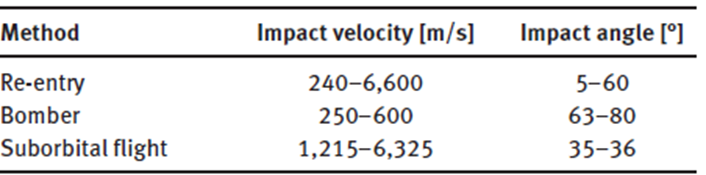 Method Impact velocity [m/s] Impact angle [°]
Re-entry 240–6,600 5–60
Bomber 250–600 63–80
Suborbital flight 1,215–6,325 35–36